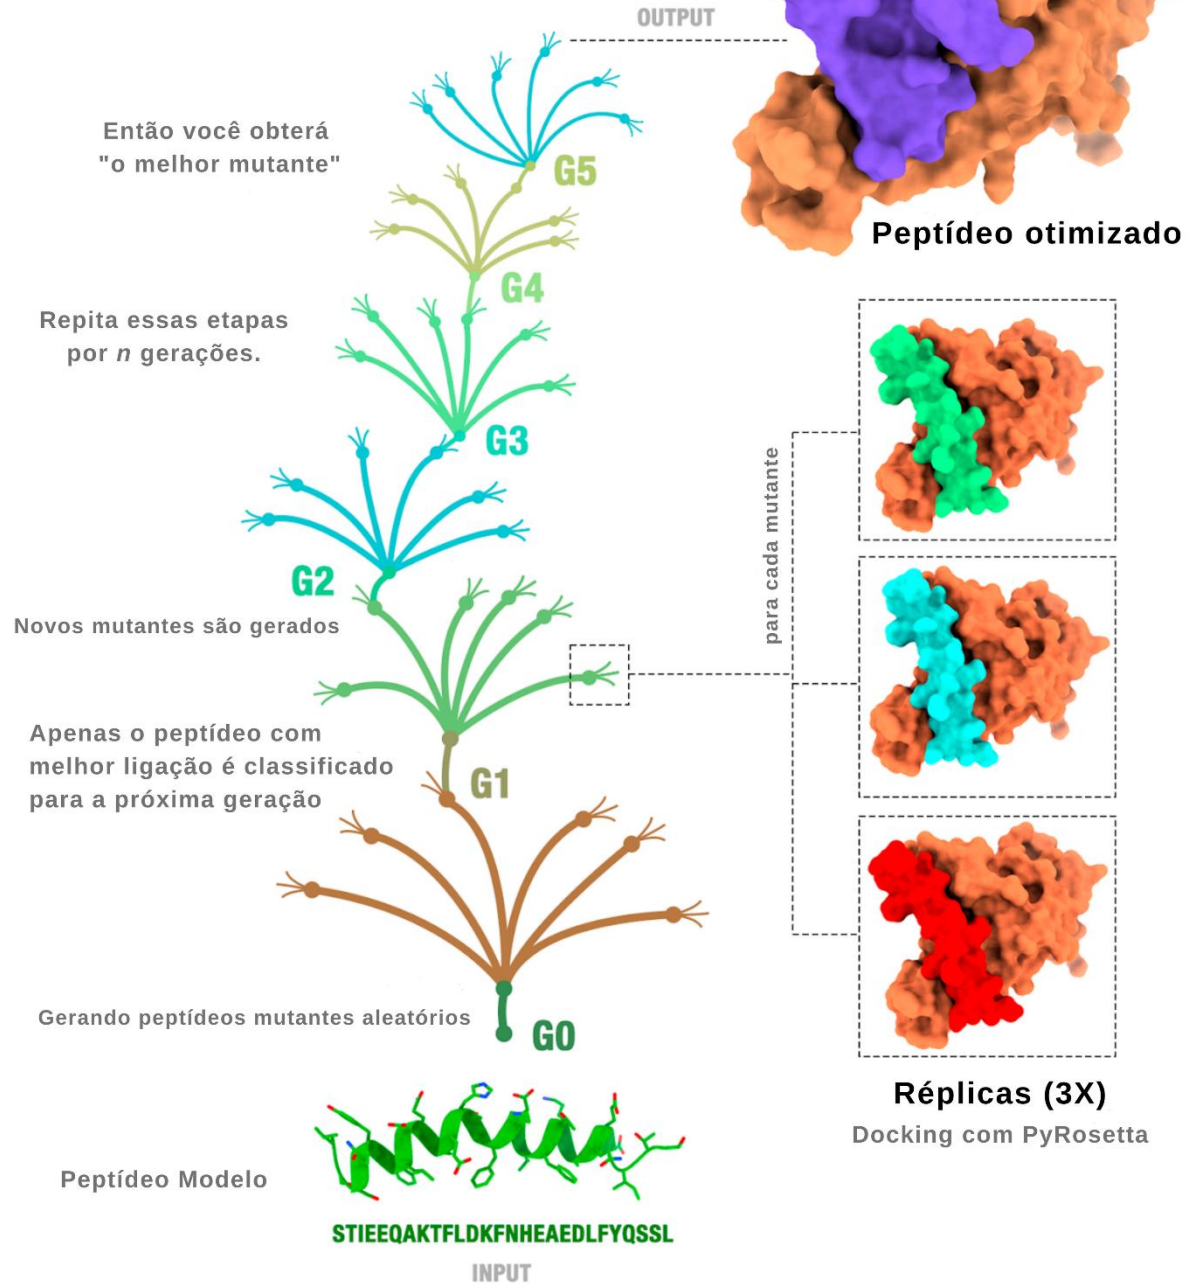 OUTPUT
Então você obterá
"o melhor mutante"
G5
Peptídeo otimizado
G4
Repita essas etapas
por n gerações.
G3
para cada mutante
G2
Novos mutantes são gerados
Apenas o peptídeo com
melhor ligação é classificado
para a próxima geração
G1
Gerando peptídeos mutantes aleatórios
G0
Réplicas (3X)
Docking com PyRosetta
Peptídeo Modelo
STIEEQAKTFLDKFNHEAEDLFYQSSL
INPUT